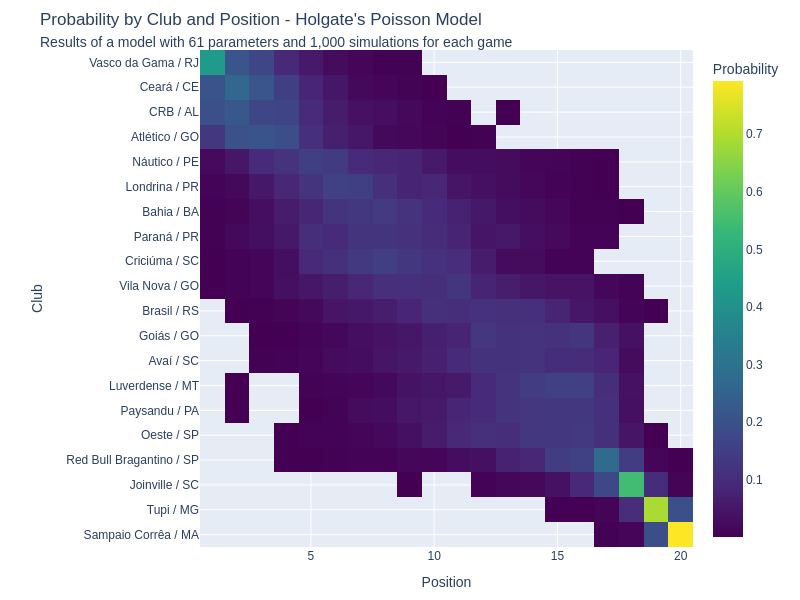 Probability by Club and Position - Holgate's Poisson Model
Results of a model with 61 parameters and 1,000 simulations for each game
Probability
Vasco da Gama / RJ
Ceará / CE
CRB / AL
Atlético / GO
Náutico / PE
Londrina / PR
Bahia / BA
Paraná / PR
Criciúma / SC
Vila Nova / GO
Brasil / RS
Goiás / GO
Avaí / SC
Luverdense / MT
Paysandu / PA
Oeste / SP
Red Bull Bragantino / SP
Joinville / SC
Tupi / MG
Sampaio Corrêa / MA
Club
5
10
15
20
Position
0.7
0.6
0.5
0.4
0.3
0.2
0.1